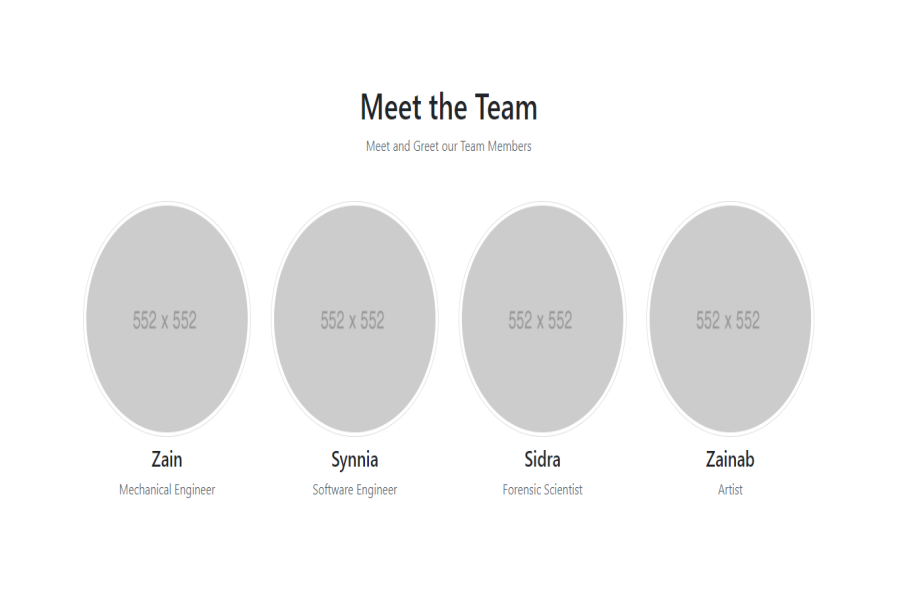 Meet the Team
Meet and Greet our Team Members
552 x 552
552 x 552
552 x 552
552 x 552
Zain
Synnia
Sidra
Zainab
Mechanical Engineer
Software Engineer
Forensic Scientist
Artist